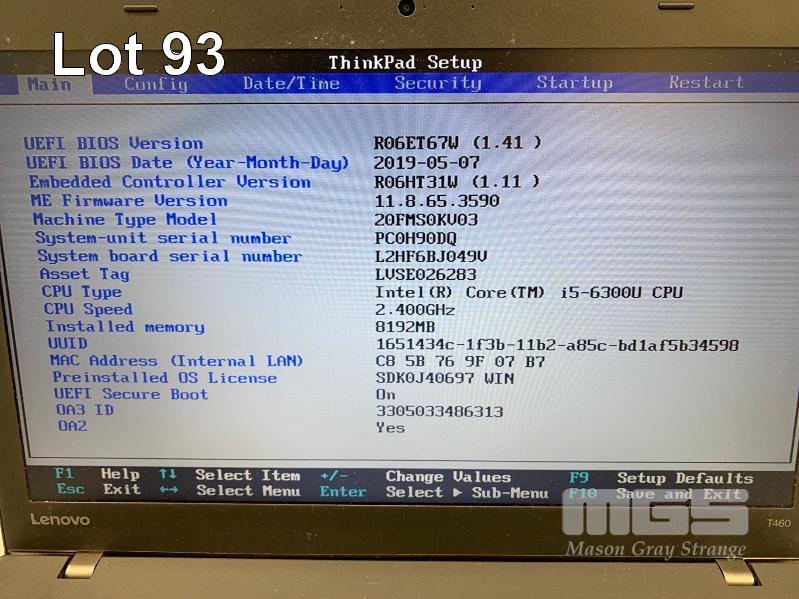 Lot 93
ThinkPad Setup
Main Config Date/Time Security Startup Restart
UEFI BIOS Version R06ET67W (1.41 )
UEFI BIOS Date (Year-Month-Day) 2019-05-07
Embedded Controller Version R06HT31W (1.11 )
ME Firmware Version 11.8.65.3590
Machine Type Model 20FMS0KV03
System-unit serial number PC0H90DQ
System board serial number L2HF6BJ049V
Asset Tag LVSE026283
CPU Type Intel(R) Core(TM) i5-6300U CPU
CPU Speed 2.400GHz
Installed memory 8192MB
UUID 1651434c-1f3b-11b2-a85c-bd1af5b34598
MAC Address (Internal LAN) C8 5B 76 9F 07 B7
Preinstalled OS License SDK0J40697 WIN
UEFI Secure Boot On
OA3 ID 3305033486313
OA2 Yes
F1 Help ↑↓ Select Item +/- Change Values F9 Setup Defaults
Esc Exit ←→ Select Menu Enter Select ▶ Sub-Menu F10 Save and Exit
Lenovo
MGS
T460
Mason Gray Strange